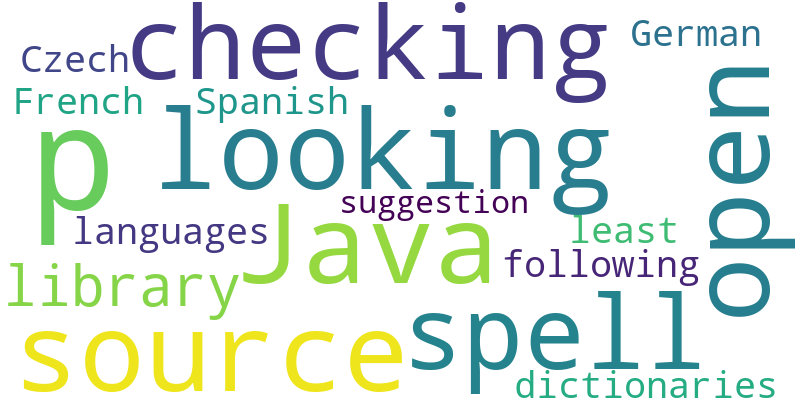 checking
German
Czech
French
Spanish
p
looking
open
suggestion
languages
Java
least
following
library
source
spell
dictionaries